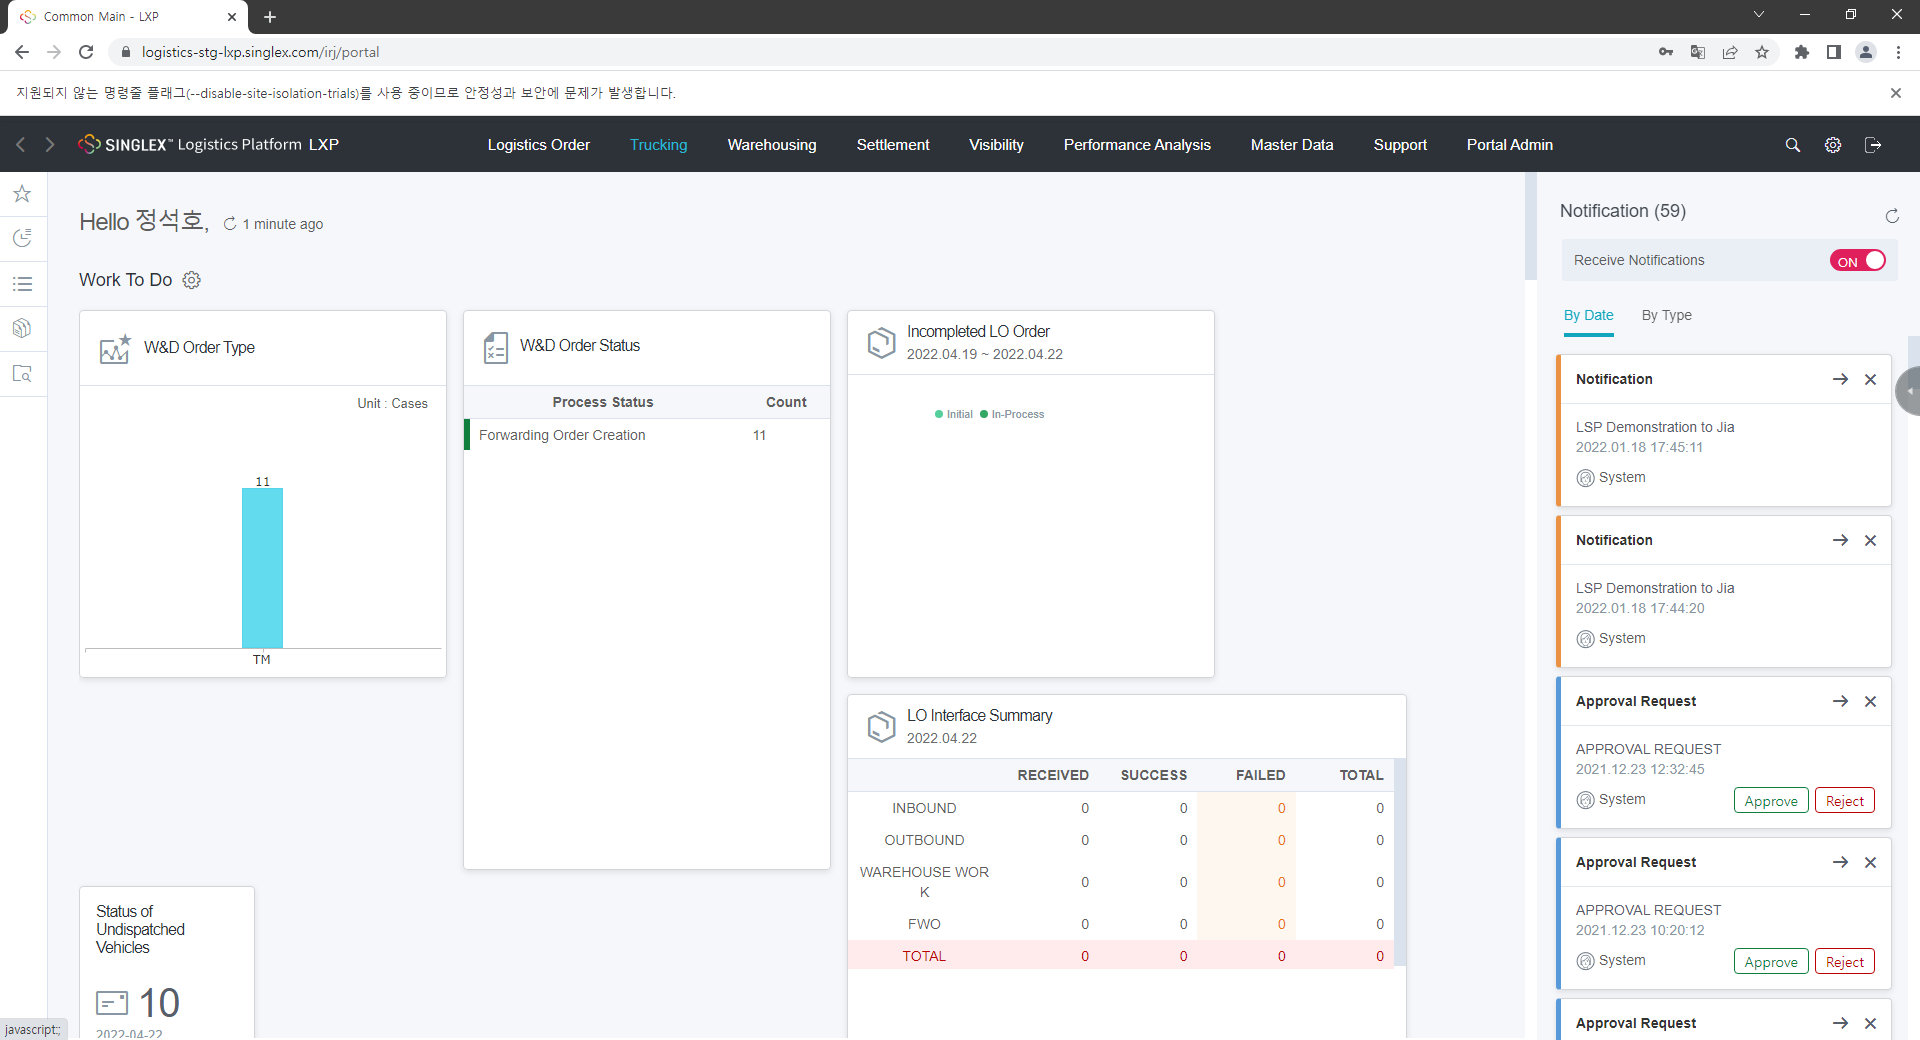 Common Main - LXP
logistics-stg-lxp.singlex.com/irj/portal
지원되지 않는 명령줄 플래그(--disable-site-isolation-trials)를 사용 중이므로 안정성과 보안에 문제가 발생합니다.
SINGLEX™ Logistics Platform LXP
Logistics Order
Trucking
Warehousing
Settlement
Visibility
Performance Analysis
Master Data
Support
Portal Admin
Hello 정석호,
1 minute ago
Work To Do
W&D Order Type
Unit : Cases
11
TM
W&D Order Status
Process Status Count
Forwarding Order Creation 11
Incompleted LO Order
2022.04.19 ~ 2022.04.22
Initial In-Process
LO Interface Summary
2022.04.22
RECEIVED SUCCESS FAILED TOTAL
INBOUND 0 0 0 0
OUTBOUND 0 0 0 0
WAREHOUSE WOR
K 0 0 0 0
FWO 0 0 0 0
TOTAL 0 0 0 0
Status of
Undispatched
Vehicles
10
2022-04-22
javascript:;
Notification (59)
Receive Notifications ON
By Date By Type
Notification
LSP Demonstration to Jia
2022.01.18 17:45:11
System
Notification
LSP Demonstration to Jia
2022.01.18 17:44:20
System
Approval Request
APPROVAL REQUEST
2021.12.23 12:32:45
System Approve Reject
Approval Request
APPROVAL REQUEST
2021.12.23 10:20:12
System Approve Reject
Approval Request